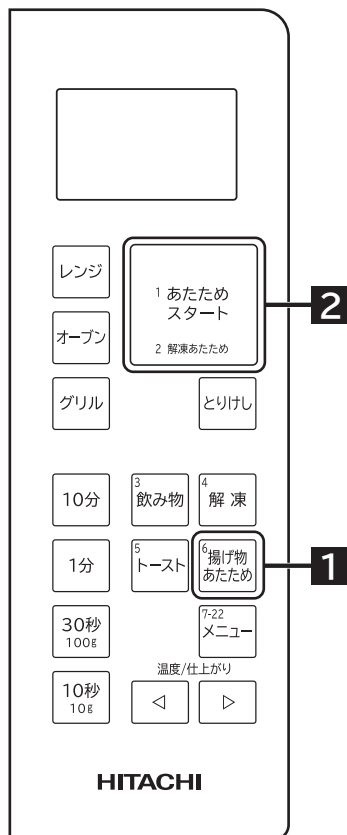 レンジ
1 あたため
スタート
2 解凍あたため
2
オーブン
グリル
とりけし
10分
3
飲み物
4
解凍
1分
5
トースト
6
揚げ物
あたため
1
30秒
100g
7-22
メニュー
温度/仕上がり
10秒
10g
◁
▷
HITACHI